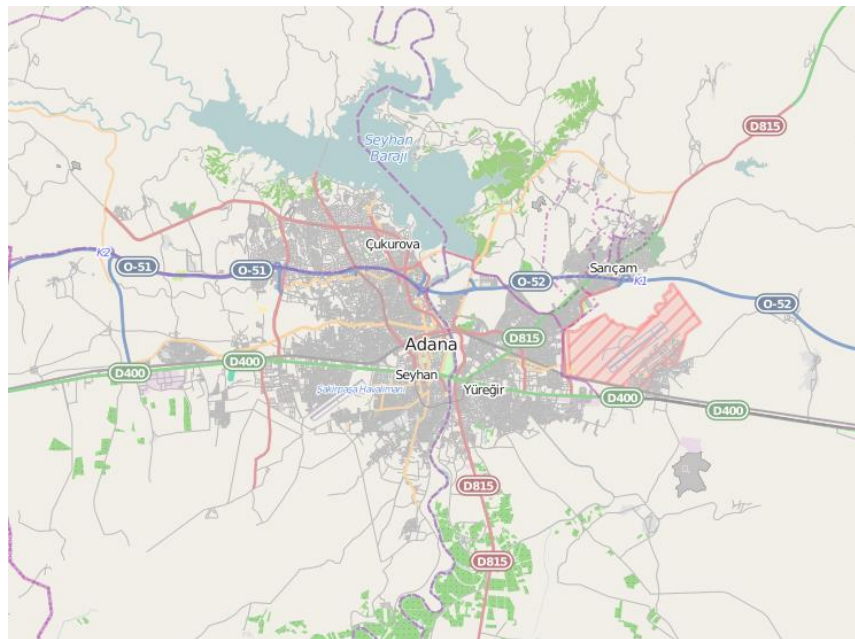 D815
Seyhan
Baraji
Çukurova
K2
O-51
O-51
Sarıçam
O-52
K1
O-52
Adana
D815
D400
D400
Seyhan
Şakirpaşa Havalimanı
Yüreğir
D400
D400
D815
D815